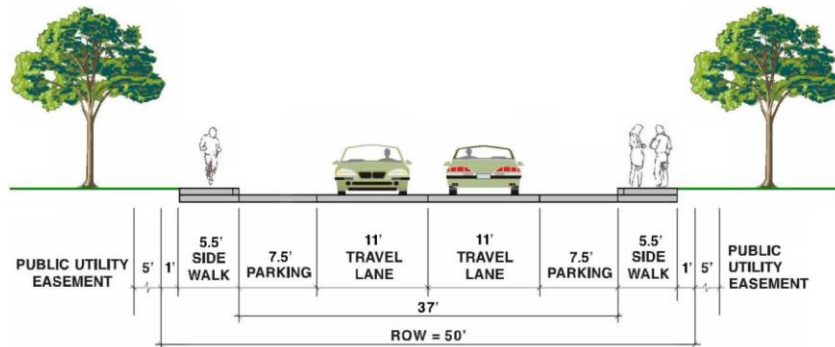 PUBLIC UTILITY
EASEMENT
5'
1'
5.5'
SIDE
WALK
7.5'
PARKING
11'
TRAVEL
LANE
11'
TRAVEL
LANE
7.5'
PARKING
5.5'
SIDE
WALK
1'
5'
PUBLIC
UTILITY
EASEMENT
37'
ROW = 50'